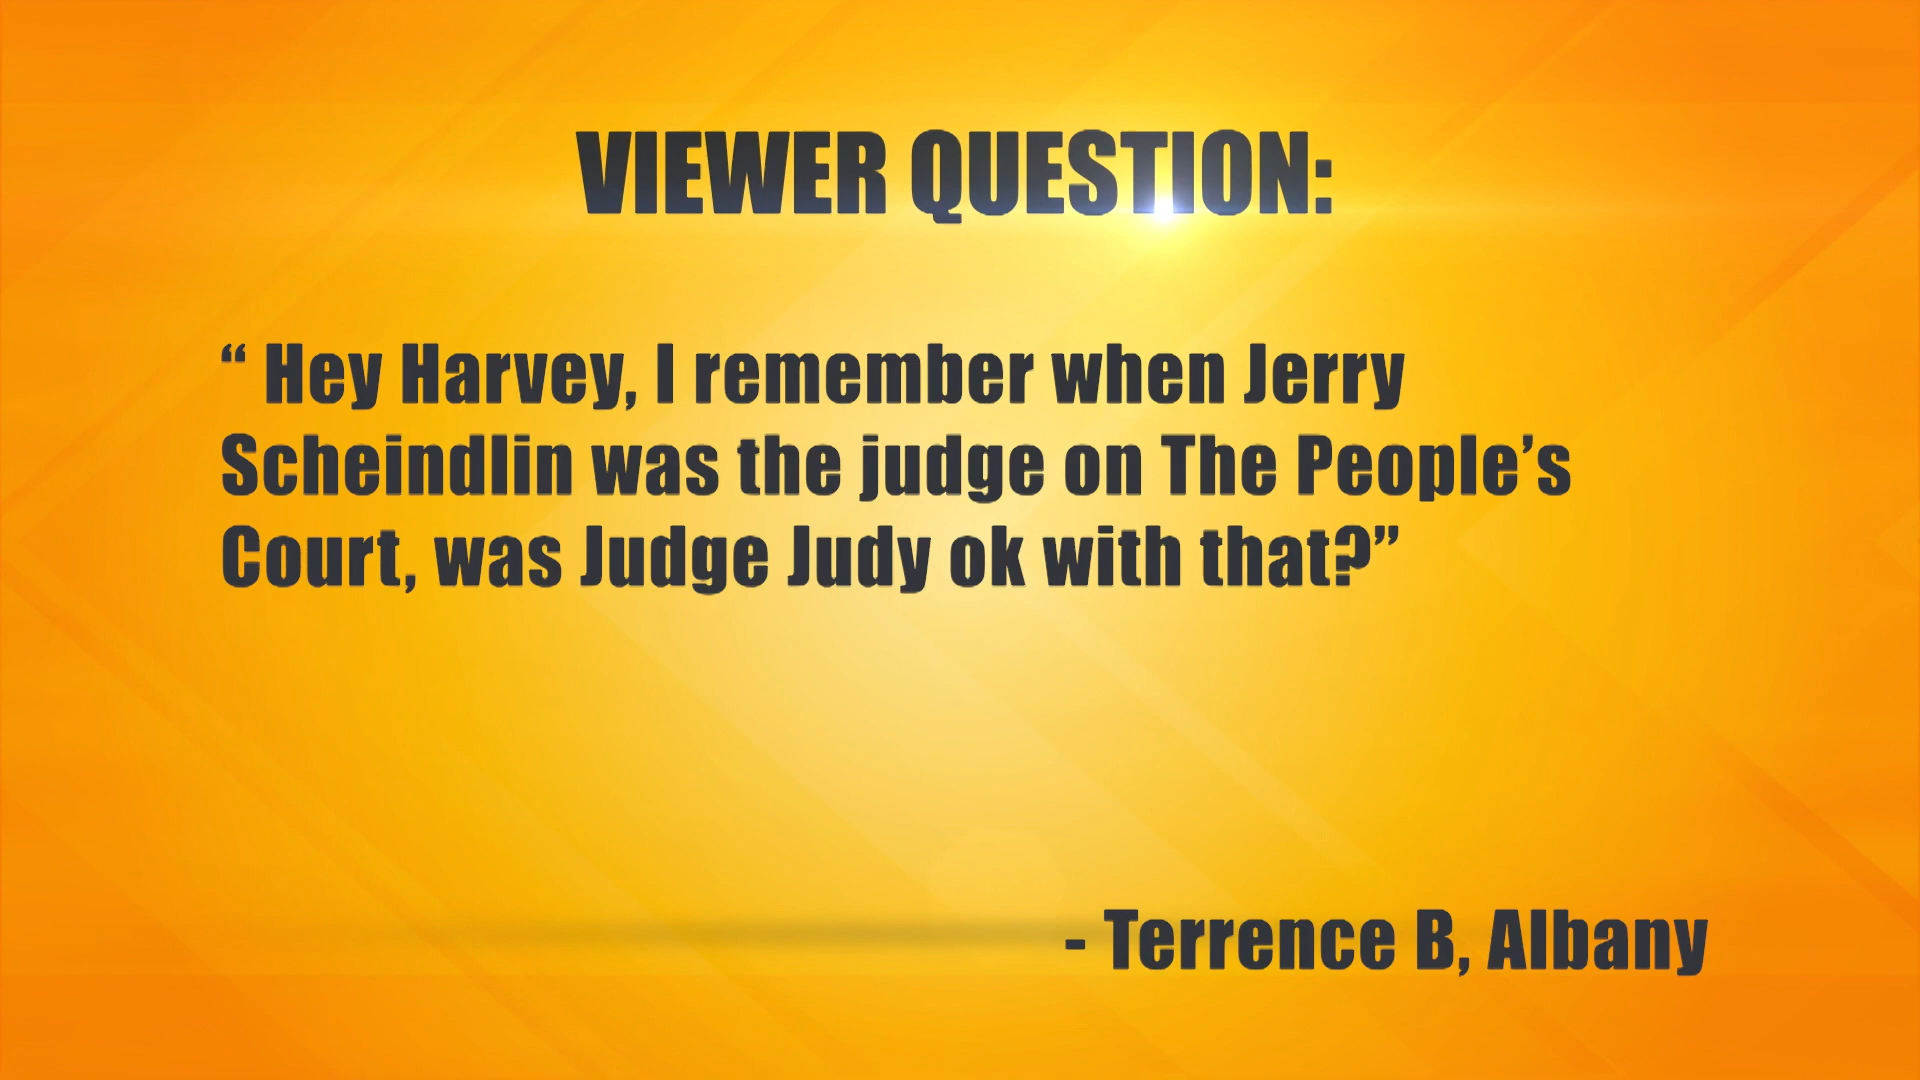 VIEWER QUESTION:
“ Hey Harvey, I remember when Jerry
Scheindlin was the judge on The People’s
Court, was Judge Judy ok with that?”
- Terrence B, Albany